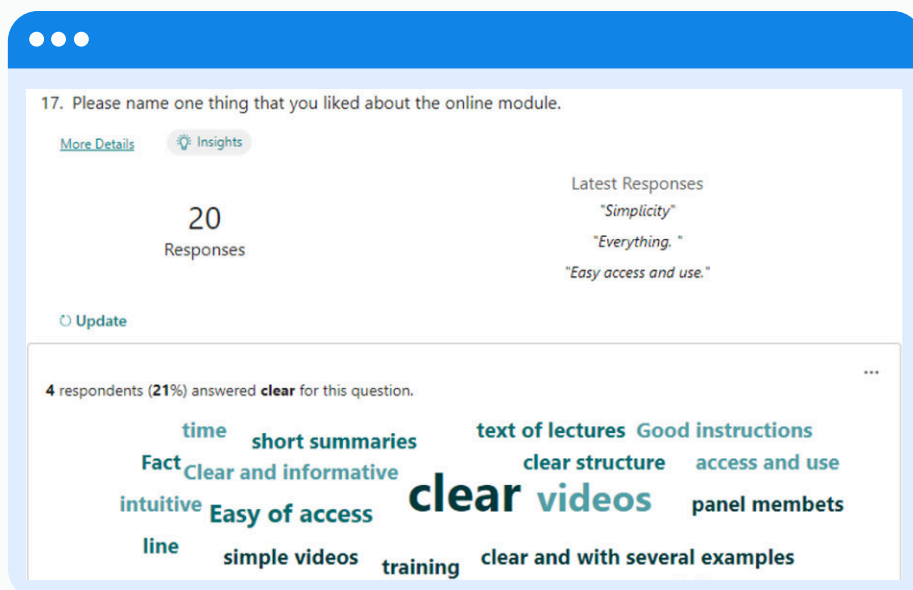 17. Please name one thing that you liked about the online module.
More Details
Insights
20
Responses
Latest Responses
"Simplicity"
"Everything. "
"Easy access and use."
Update
...
4 respondents (21%) answered clear for this question.
time
short summaries
text of lectures
Good instructions
Fact
Clear and informative
clear structure
access and use
intuitive
Easy of access
clear
videos
panel membets
line
simple videos
training
clear and with several examples